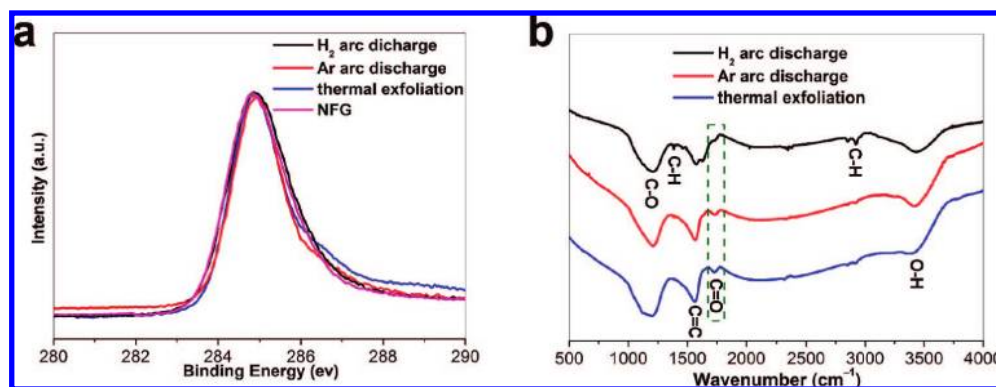 a
H2 arc dicharge
Ar arc discharge
thermal exfoliation
NFG
Intensity (a.u.)
280 282 284 286 288 290
Binding Energy (ev)
b
H2 arc discharge
Ar arc discharge
thermal exfoliation
C-O
C-H
C=C
C=O
C-H
O-H
500 1000 1500 2000 2500 3000 3500 4000
Wavenumber (cm⁻¹)